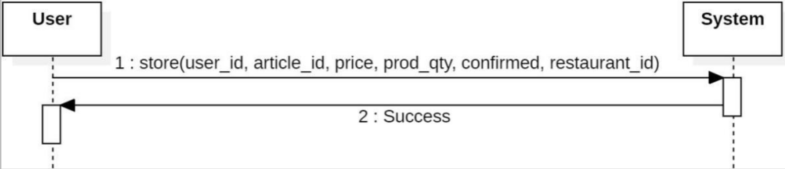 User
System
1 : store(user_id, article_id, price, prod_qty, confirmed, restaurant_id)
2 : Success